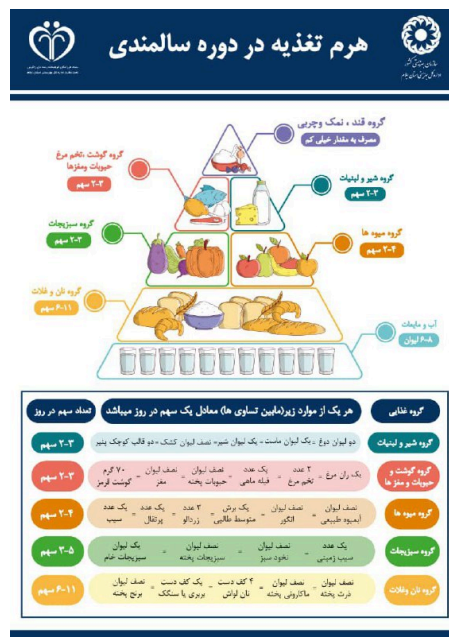 هرم تغذیه در دوره سالمندی
سازمان بهزیستی کشور
گروه قند ، نمک وچربی
مصرف به مقدار خیلی کم
گروه گوشت ،تخم مرغ
حبوبات ومغزها
۲-۳ سهم
گروه شیر و لبنیات
۲-۳ سهم
گروه سبزیجات
۲-۳ سهم
گروه میوه ها
۲-۴ سهم
گروه نان و غلات
۶-۱۱ سهم
آب و مایعات
۶-۸ لیوان
گروه غذایی
هر یک از موارد زیر(مابین تساوی ها) معادل یک سهم در روز میباشد
تعداد سهم در روز
گروه شیر و لبنیات
دو لیوان دوغ = یک لیوان ماست = یک لیوان شیر = نصف لیوان کشک = دو قالب کوچک پنیر
۲-۳ سهم
گروه گوشت و حبوبات و مغز ها
یک ران مرغ = ۲ عدد تخم مرغ = یک عدد فیله ماهی = نصف لیوان حبوبات پخته = نصف لیوان مغز = ۷۰ گرم گوشت قرمز
۲-۳ سهم
گروه میوه ها
نصف لیوان آبمیوه طبیعی = نصف لیوان انگور = یک برش متوسط طالبی = ۳ عدد زردآلو = یک عدد پرتقال = یک عدد سیب
۲-۴ سهم
گروه سبزیجات
یک عدد سیب زمینی = نصف لیوان نخود سبز = نصف لیوان سبزیجات پخته = یک لیوان سبزیجات خام
۳-۵ سهم
گروه نان وغلات
نصف لیوان ذرت پخته = نصف لیوان ماکارونی پخته = ۴ کف دست نان لواش = یک کف دست بربری یا سنگک = نصف لیوان برنج پخته
۶-۱۱ سهم